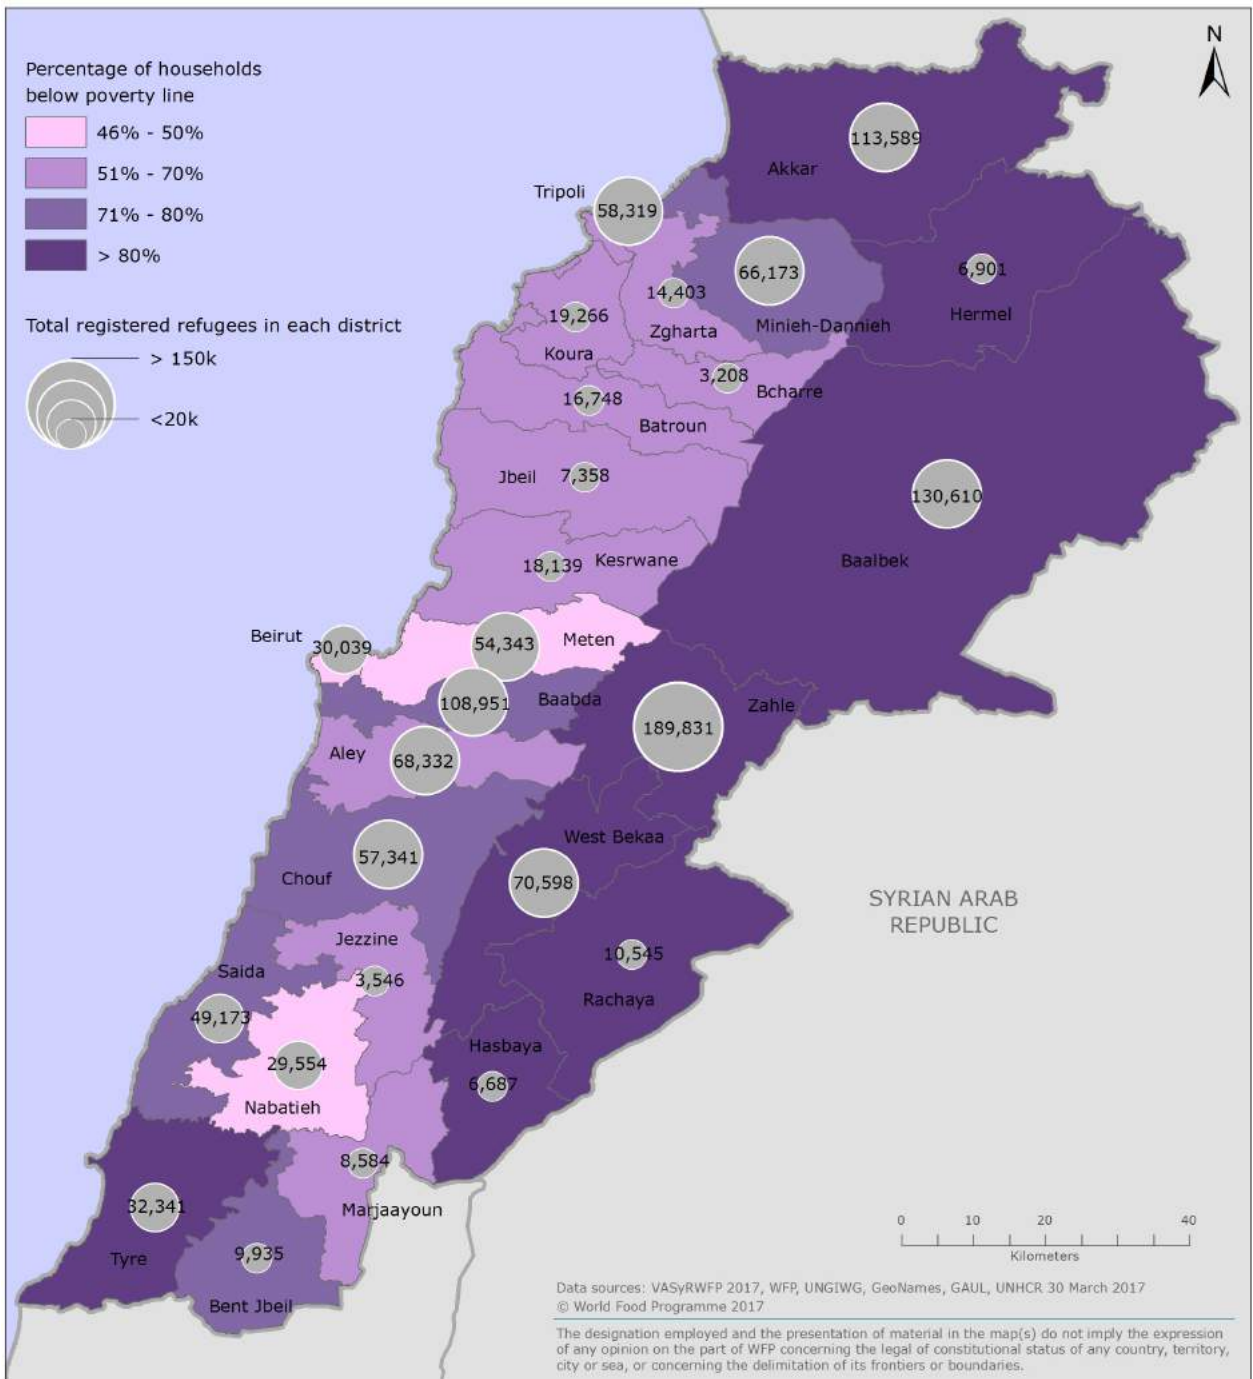 N
Percentage of households
below poverty line
46% - 50%
51% - 70%
71% - 80%
> 80%
Total registered refugees in each district
> 150k
<20k
113,589
Akkar
Tripoli
58,319
66,173
6,901
14,403
Hermel
19,266
Zgharta
Minieh-Dannieh
Koura
3,208
Bcharre
16,748
Batroun
Jbeil
7,358
130,610
Kesrwane
18,139
Baalbek
Beirut
30,039
54,343
Meten
Baabda
108,951
Zahle
189,831
Aley
68,332
West Bekaa
57,341
Chouf
70,598
SYRIAN ARAB
REPUBLIC
Jezzine
3,546
10,545
Rachaya
Saida
49,173
Hasbaya
6,687
29,554
Nabatieh
8,584
Marjaayoun
32,341
Tyre
9,935
Bent Jbeil
0 10 20 40
Kilometers
Data sources: VASyRWFP 2017, WFP, UNGIWG, GeoNames, GAUL, UNHCR 30 March 2017
© World Food Programme 2017
The designation employed and the presentation of material in the map(s) do not imply the expression
of any opinion on the part of WFP concerning the legal of constitutional status of any country, territory,
city or sea, or concerning the delimitation of its frontiers or boundaries.